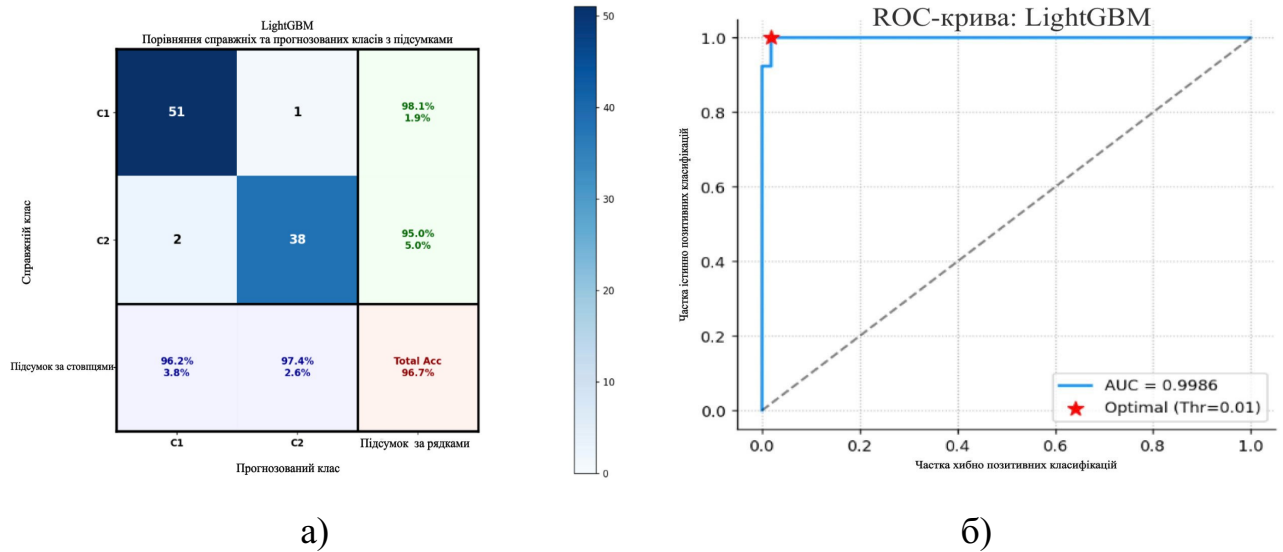 LightGBM
Порівняння справжніх та прогнозованих класів з підсумками
C1
51
1
98.1%
1.9%
C2
2
38
95.0%
5.0%
Справжній клас
Підсумок за стовпцями
96.2%
3.8%
97.4%
2.6%
Total Acc
96.7%
C1
C2
Підсумок за рядками
Прогнозований клас
50
40
30
20
10
0
а)
ROC-крива: LightGBM
1.0
0.8
0.6
0.4
0.2
0.0
Частка істинно позитивних класифікацій
AUC = 0.9986
Optimal (Thr=0.01)
0.0
0.2
0.4
0.6
0.8
1.0
Частка хибно позитивних класифікацій
б)